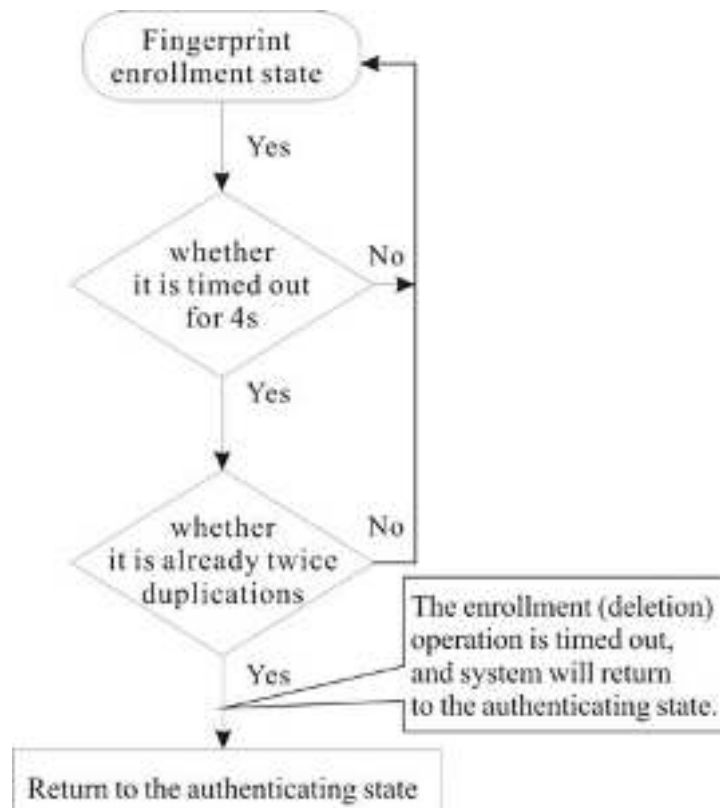 Fingerprint
enrollment state
Yes
whether
it is timed out
for 4s
No
Yes
whether
it is already twice
duplications
No
The enrollment (deletion)
operation is timed out,
and system will return
to the authenticating state.
Yes
Return to the authenticating state